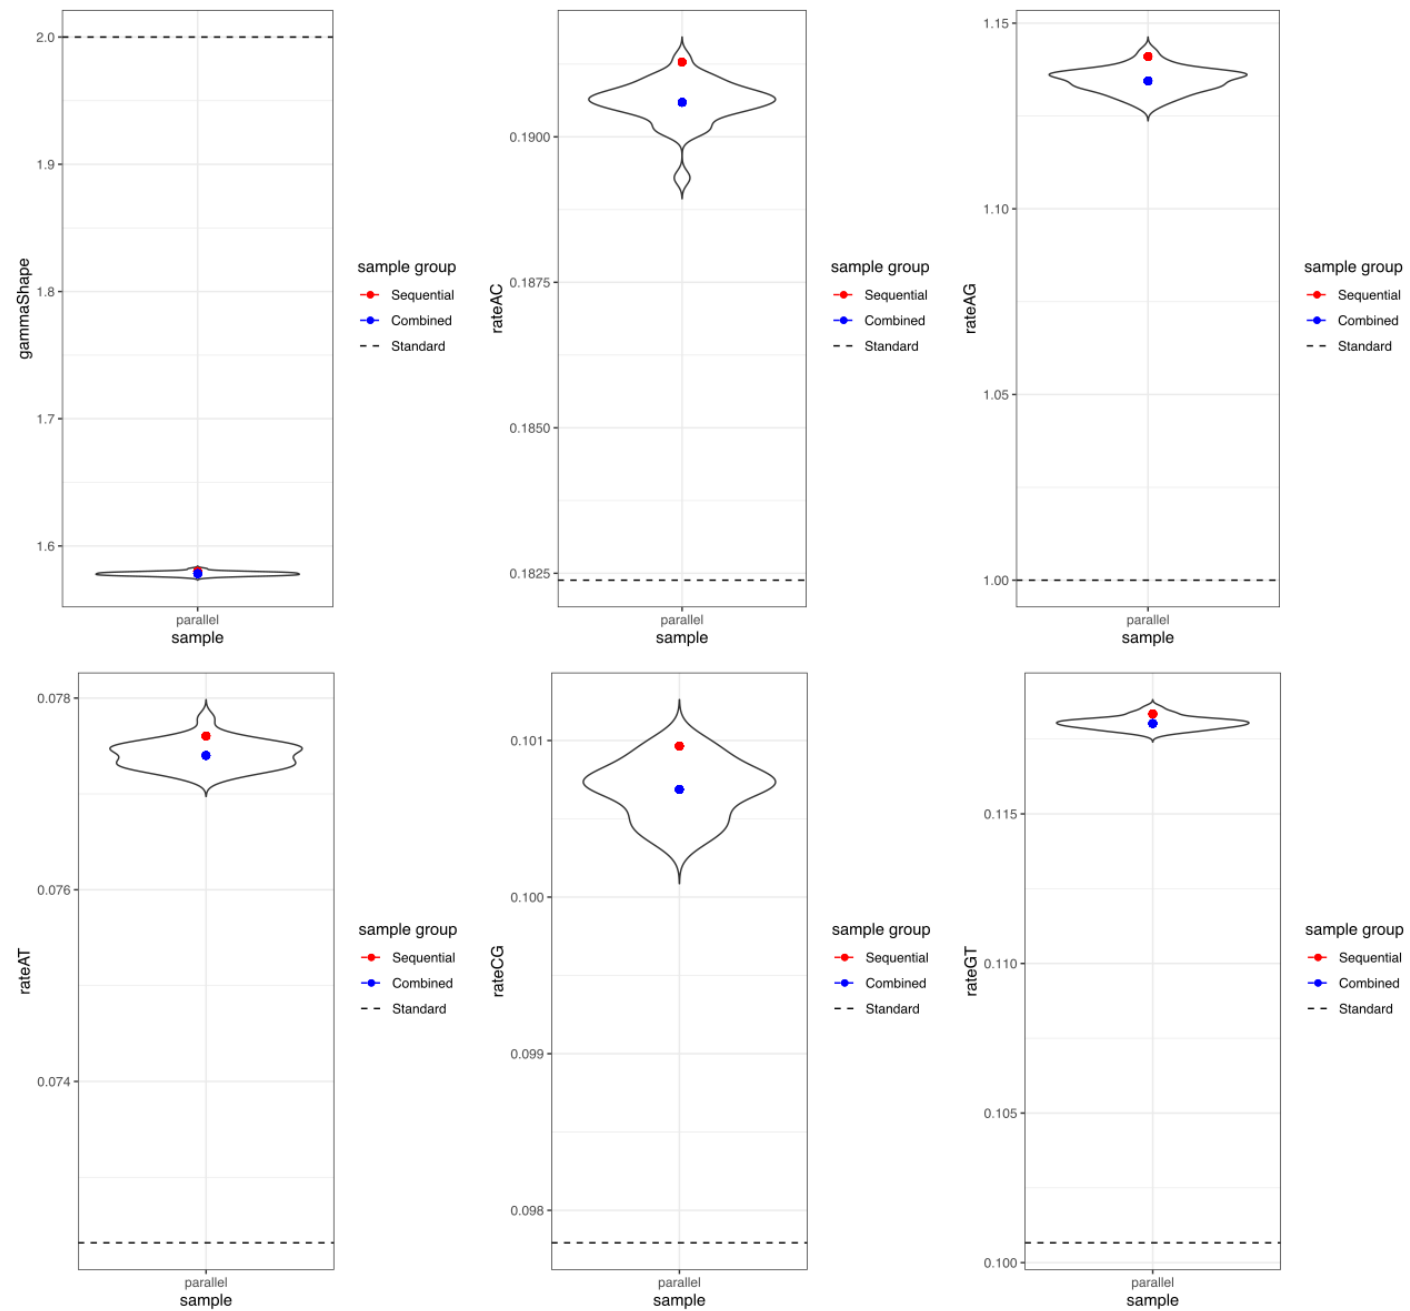 gammaShape
2.0
1.9
1.8
1.7
1.6
parallel
sample
sample group
Sequential
Combined
Standard
rateAC
0.1900
0.1875
0.1850
0.1825
parallel
sample
sample group
Sequential
Combined
Standard
rateAG
1.15
1.10
1.05
1.00
parallel
sample
sample group
Sequential
Combined
Standard
rateAT
0.078
0.076
0.074
parallel
sample
sample group
Sequential
Combined
Standard
rateCG
0.101
0.100
0.099
0.098
parallel
sample
sample group
Sequential
Combined
Standard
rateGT
0.115
0.110
0.105
0.100
parallel
sample
sample group
Sequential
Combined
Standard